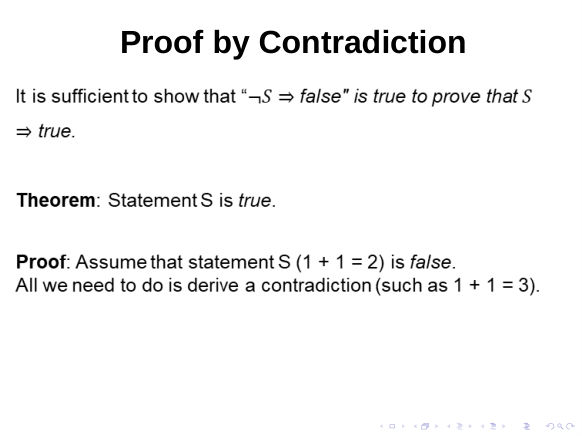 Proof by Contradiction
It is sufficient to show that “¬S ⇒ false" is true to prove that S
⇒ true.
Theorem: Statement S is true.
Proof: Assume that statement S (1 + 1 = 2) is false.
All we need to do is derive a contradiction (such as 1 + 1 = 3).